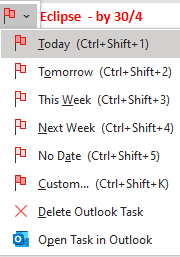 Eclipse - by 30/4
Today (Ctrl+Shift+1)
Tomorrow (Ctrl+Shift+2)
This Week (Ctrl+Shift+3)
Next Week (Ctrl+Shift+4)
No Date (Ctrl+Shift+5)
Custom... (Ctrl+Shift+K)
Delete Outlook Task
Open Task in Outlook